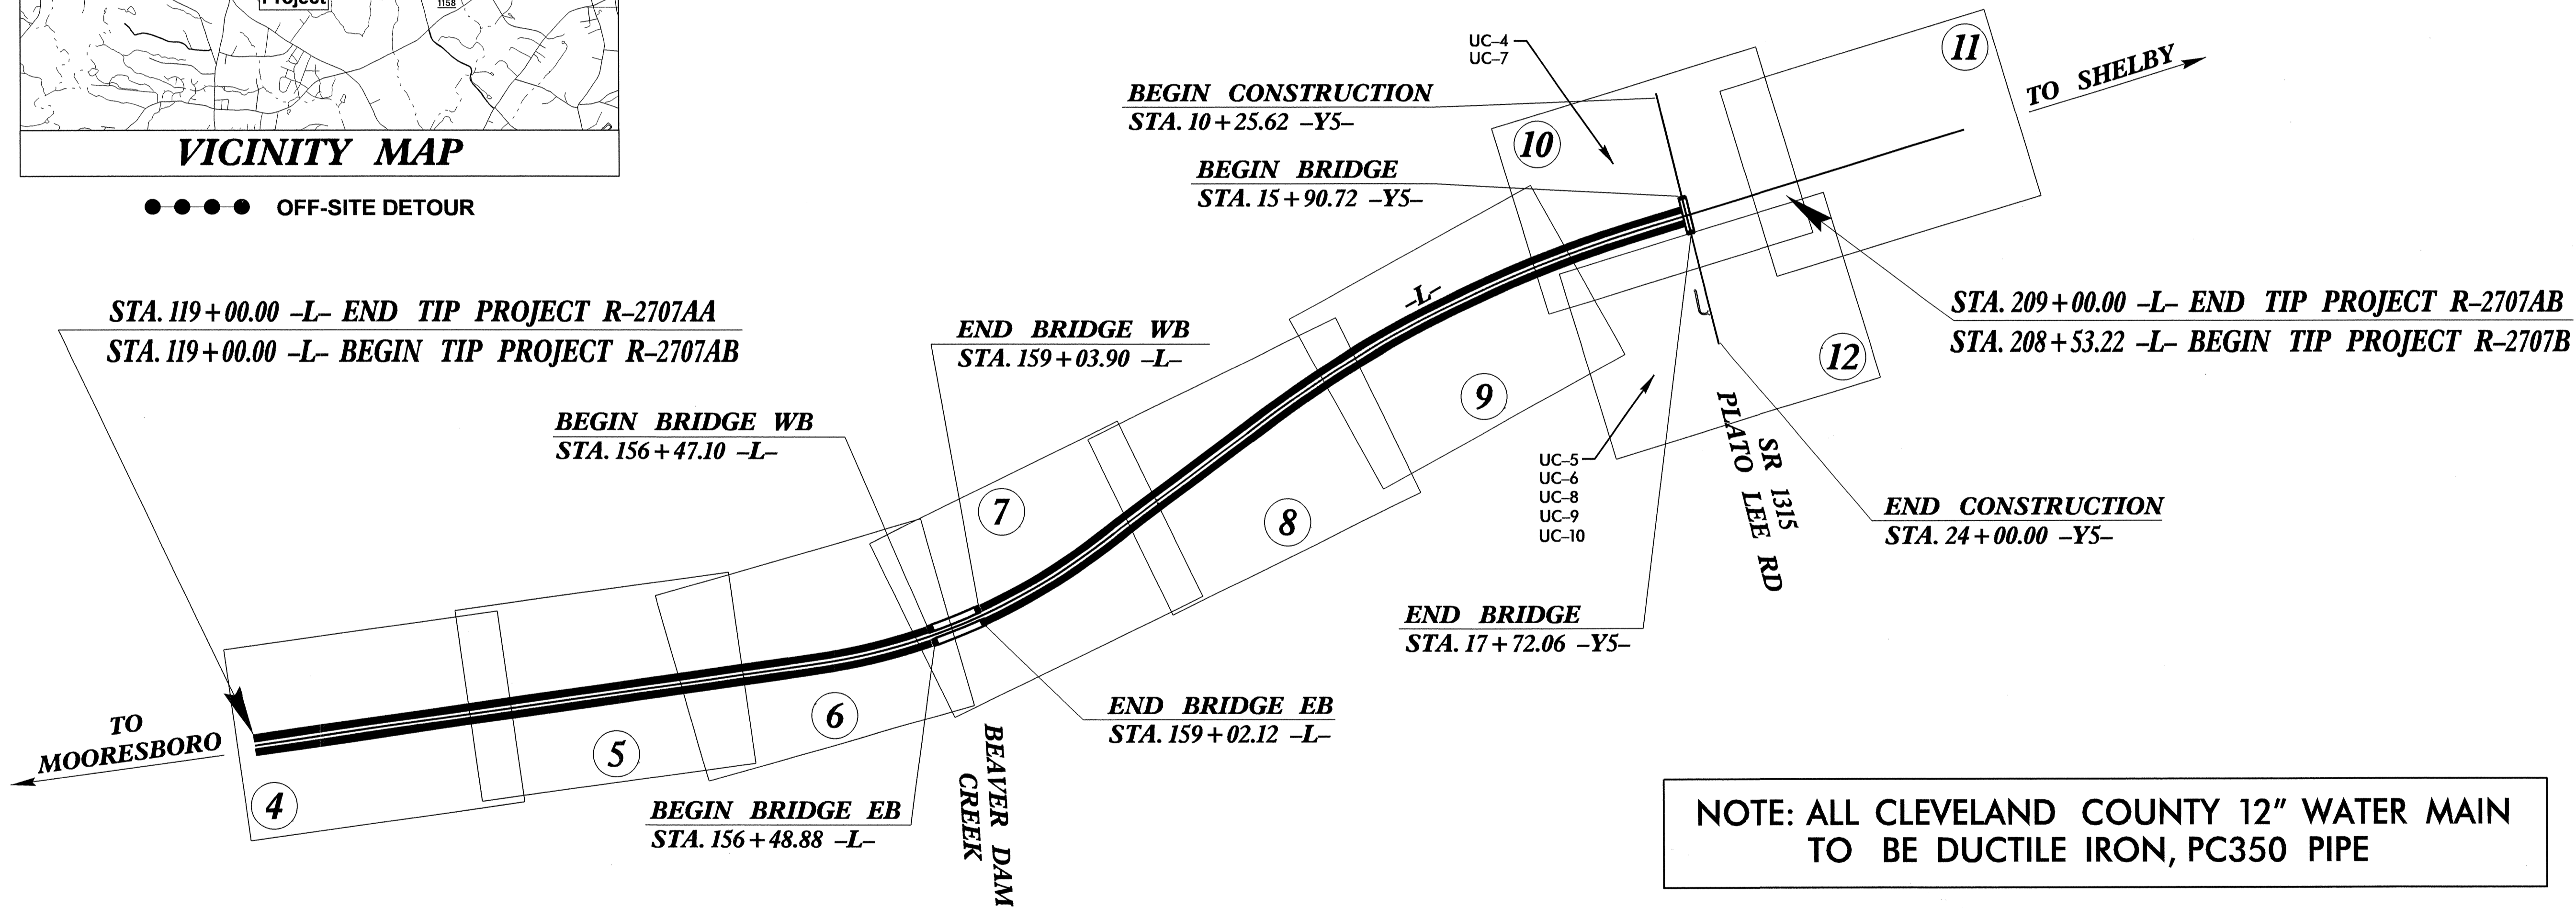 Project
1158
VICINITY MAP
OFF-SITE DETOUR
UC-4
UC-7
BEGIN CONSTRUCTION
STA. 10+25.62 -Y5-
BEGIN BRIDGE
STA. 15+90.72 -Y5-
10
11
TO SHELBY
STA. 119+00.00 -L- END TIP PROJECT R-2707AA
STA. 119+00.00 -L- BEGIN TIP PROJECT R-2707AB
END BRIDGE WB
STA. 159+03.90 -L-
-L-
STA. 209+00.00 -L- END TIP PROJECT R-2707AB
STA. 208+53.22 -L- BEGIN TIP PROJECT R-2707B
12
9
BEGIN BRIDGE WB
STA. 156+47.10 -L-
7
8
UC-5
UC-6
UC-8
UC-9
UC-10
SR 1315
PLATO LEE RD
END CONSTRUCTION
STA. 24+00.00 -Y5-
END BRIDGE
STA. 17+72.06 -Y5-
TO
MOORESBORO
4
5
6
END BRIDGE EB
STA. 159+02.12 -L-
BEGIN BRIDGE EB
STA. 156+48.88 -L-
BEAVER DAM
CREEK
NOTE: ALL CLEVELAND COUNTY 12" WATER MAIN
TO BE DUCTILE IRON, PC350 PIPE